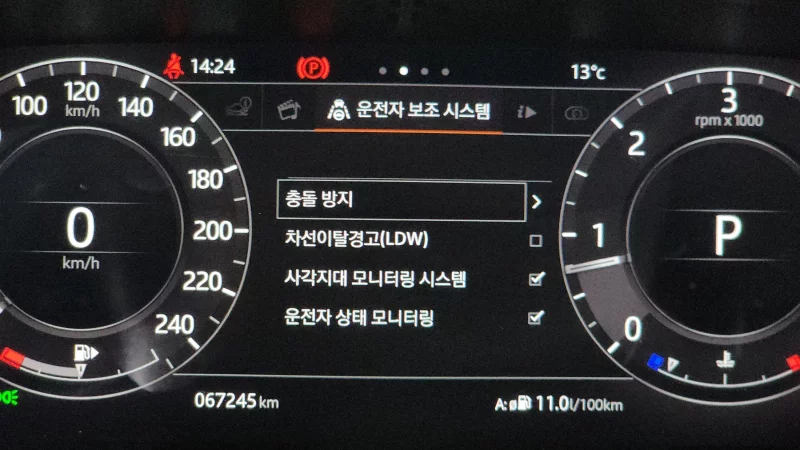 14:24
P
13°c
100
120
km/h
140
160
180
200
220
240
0
km/h
운전자 보조 시스템
i
충돌 방지
차선이탈경고(LDW)
사각지대 모니터링 시스템
운전자 상태 모니터링
3
rpm x 1000
2
1
0
P
067245 km
A:ø 11.0l/100km